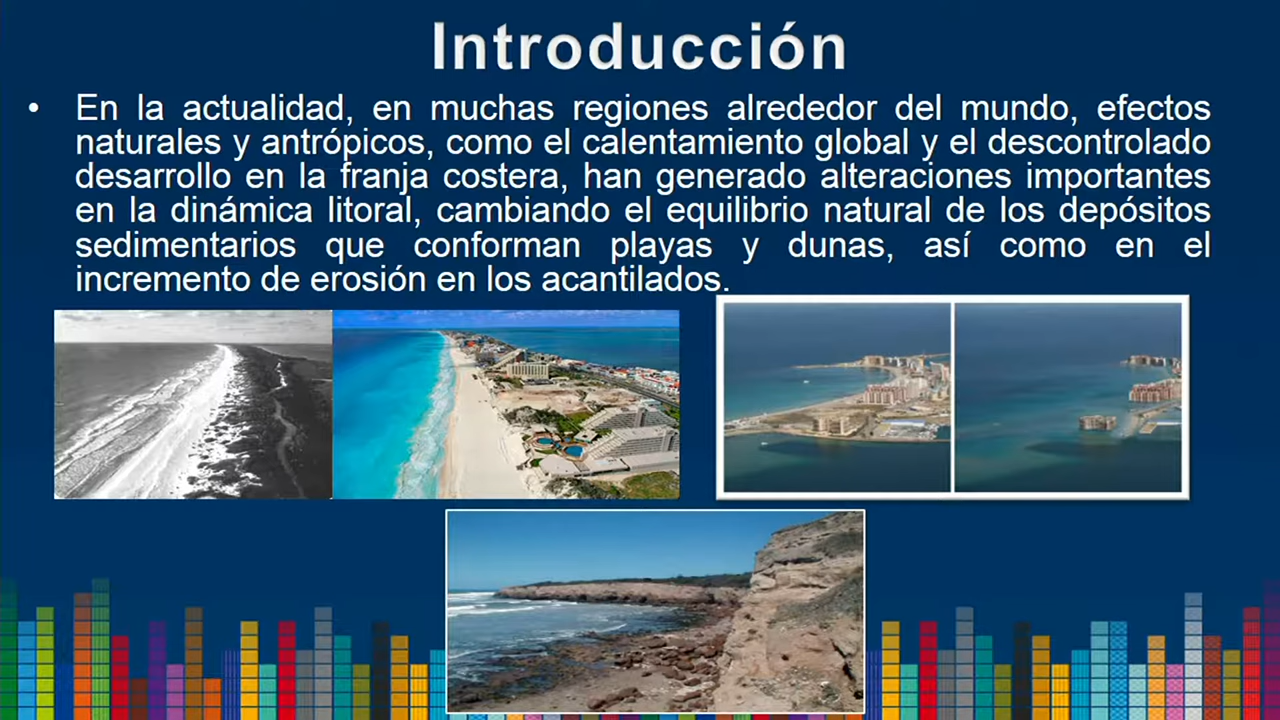 Introducción
• En la actualidad, en muchas regiones alrededor del mundo, efectos
naturales y antrópicos, como el calentamiento global y el descontrolado
desarrollo en la franja costera, han generado alteraciones importantes
en la dinámica litoral, cambiando el equilibrio natural de los depósitos
sedimentarios que conforman playas y dunas, así como en el
incremento de erosión en los acantilados.